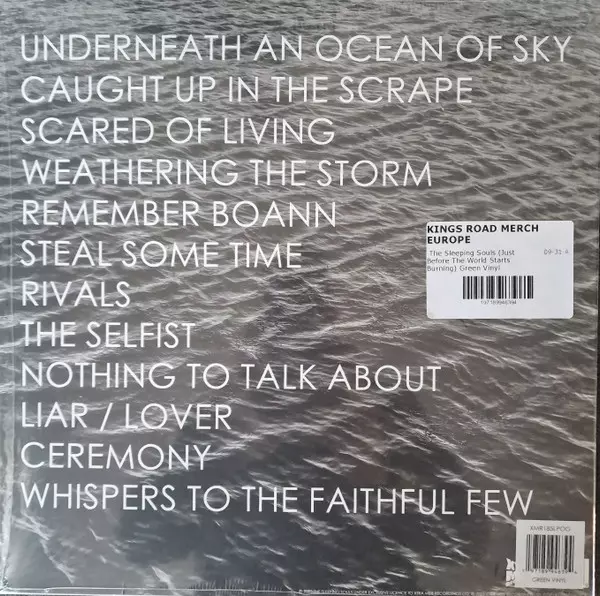 UNDERNEATH AN OCEAN OF SKY
CAUGHT UP IN THE SCRAPE
SCARED OF LIVING
WEATHERING THE STORM
REMEMBER BOANN
STEAL SOME TIME
RIVALS
THE SELFIST
NOTHING TO TALK ABOUT
LIAR / LOVER
CEREMONY
WHISPERS TO THE FAITHFUL FEW
KINGS ROAD MERCH
EUROPE
The Sleeping Souls (Just
Before The World Starts
Burning) Green Vinyl
09-31-A
GREEN VINYL